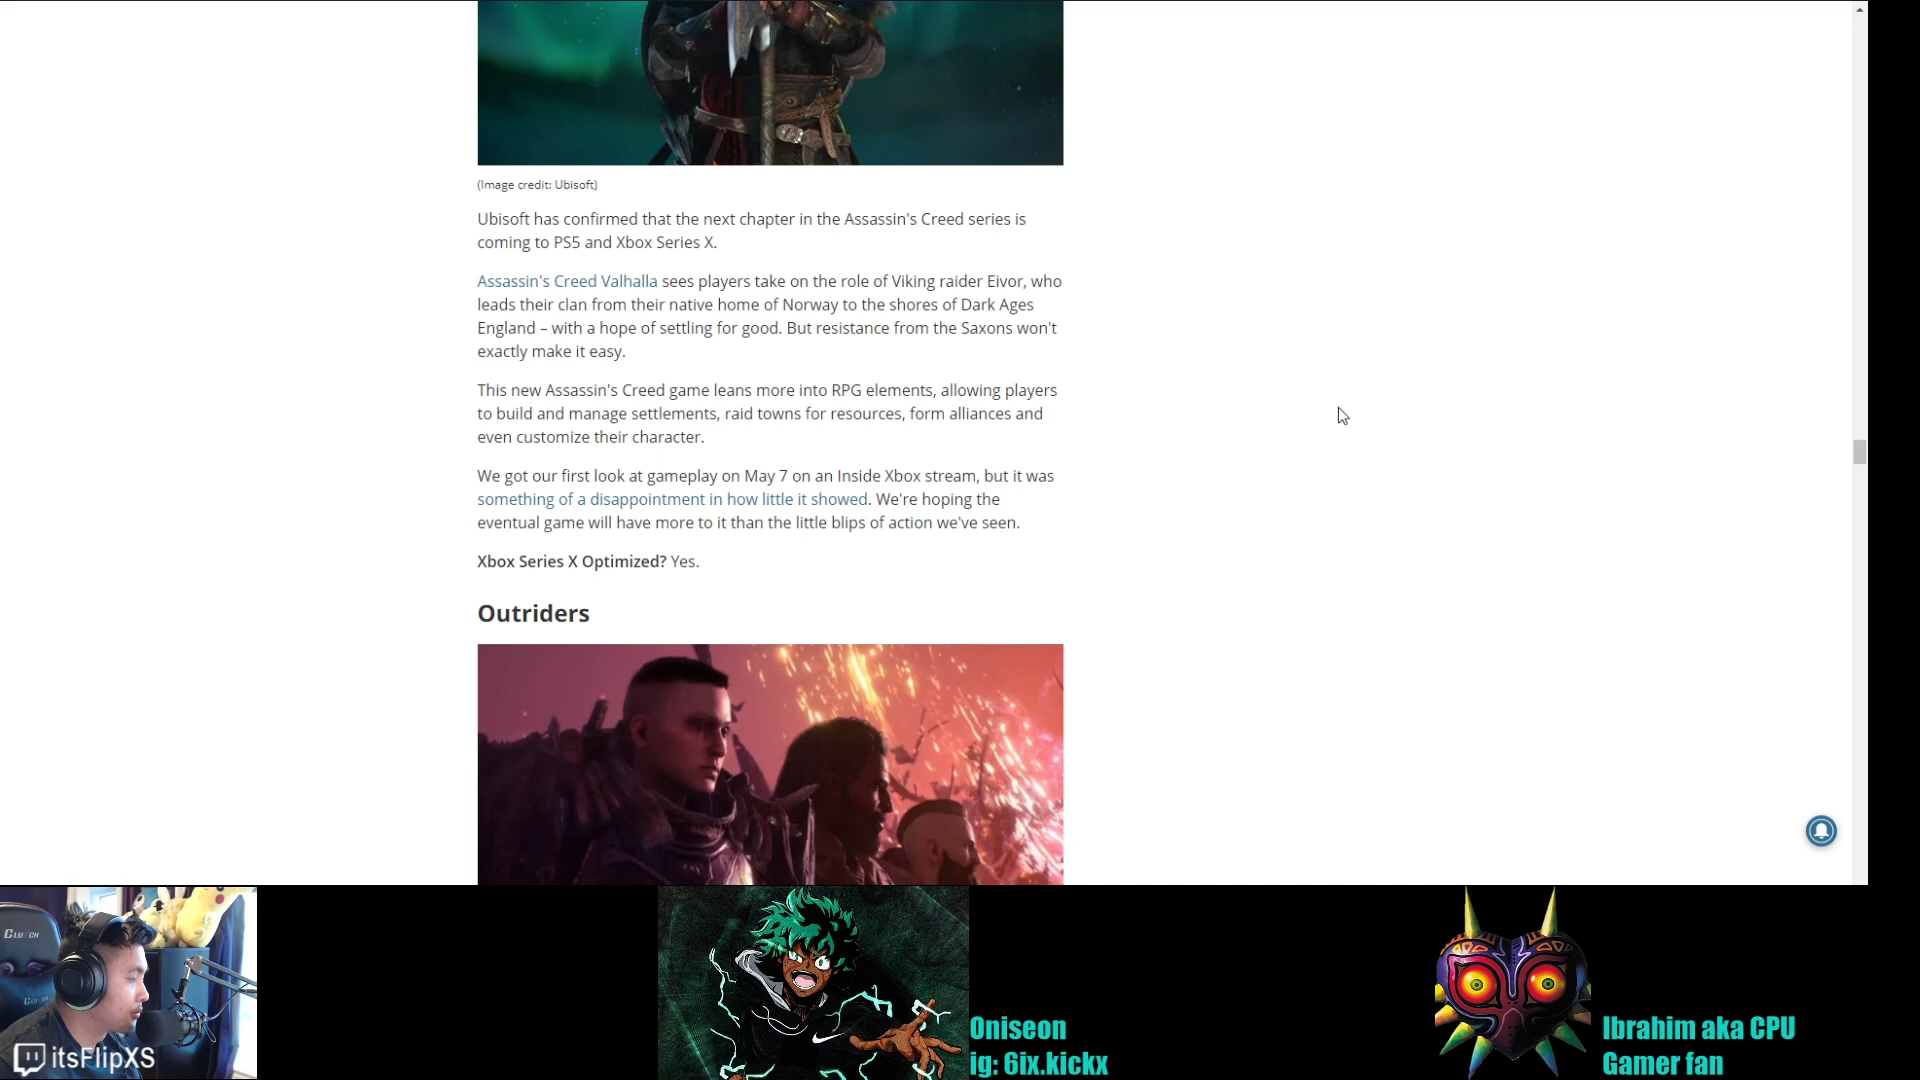 (Image credit: Ubisoft)
Ubisoft has confirmed that the next chapter in the Assassin's Creed series is
coming to PS5 and Xbox Series X.
Assassin's Creed Valhalla sees players take on the role of Viking raider Eivor, who
leads their clan from their native home of Norway to the shores of Dark Ages
England – with a hope of settling for good. But resistance from the Saxons won't
exactly make it easy.
This new Assassin's Creed game leans more into RPG elements, allowing players
to build and manage settlements, raid towns for resources, form alliances and
even customize their character.
We got our first look at gameplay on May 7 on an Inside Xbox stream, but it was
something of a disappointment in how little it showed. We're hoping the
eventual game will have more to it than the little blips of action we've seen.
Xbox Series X Optimized? Yes.
Outriders
CLUTCH
itsFlipXS
Oniseon
ig: 6ix.kickx
Ibrahim aka CPU
Gamer fan